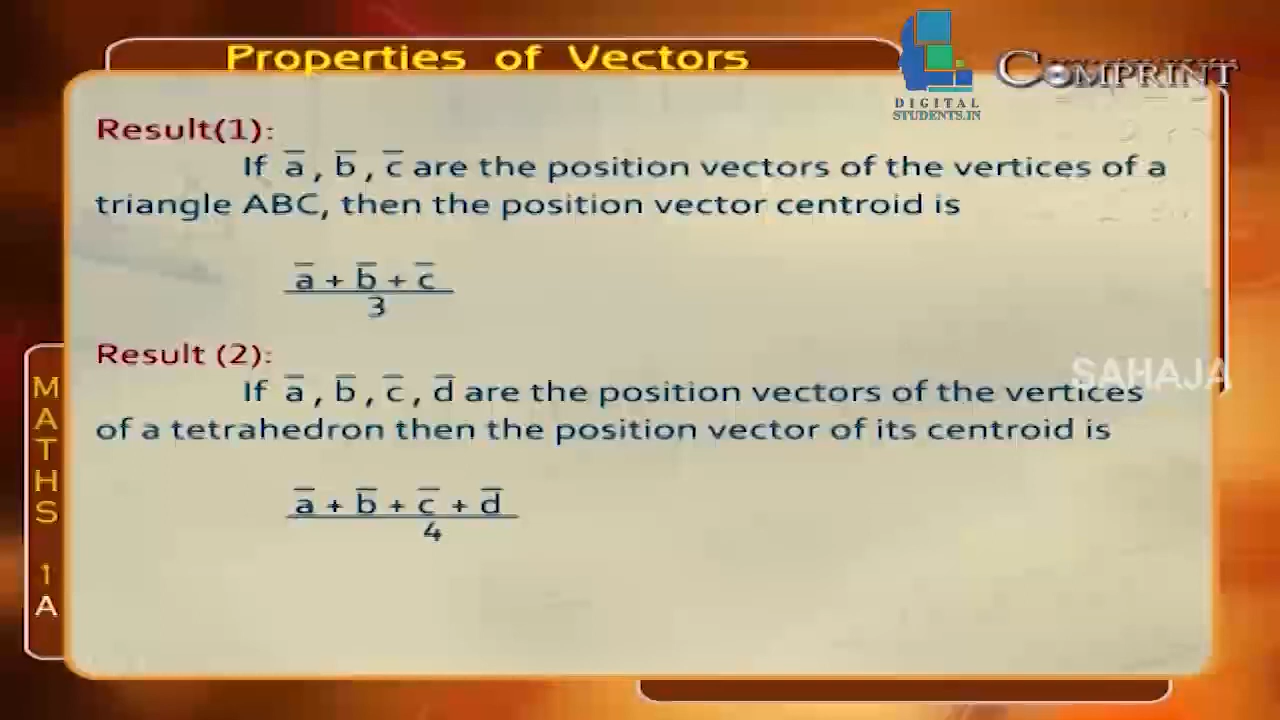 Properties of Vectors
DIGITAL
STUDENTS.IN
COMPRINT
Result(1):
If a̅ , b̅ , c̅ are the position vectors of the vertices of a
triangle ABC, then the position vector centroid is
a̅ + b̅ + c̅
3
Result (2):
If a̅ , b̅ , c̅ , d̅ are the position vectors of the vertices
of a tetrahedron then the position vector of its centroid is
a̅ + b̅ + c̅ + d̅
4
SAHAJA
MATHS 1A